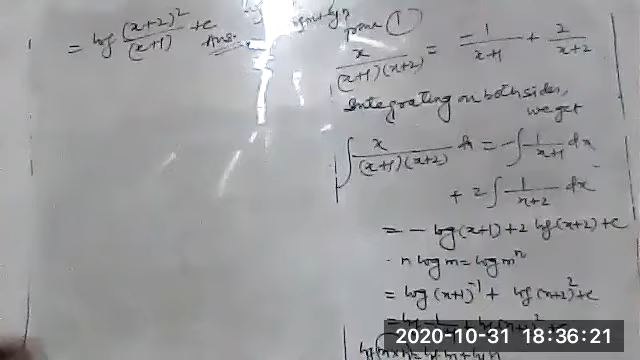 = log (x+2)² / (x+1) + c Ans.
from (1)
x / (x+1)(x+2) = -1 / x+1 + 2 / x+2
Integrating on both sides,
we get
∫ x / (x+1)(x+2) dx = -∫ 1 / x+1 dx
+ 2 ∫ 1 / x+2 dx
= - log(x+1) + 2 log(x+2) + c
n log m = log mⁿ
= log (x+1)⁻¹ + log (x+2)² + c
2020-10-31 18:36:21